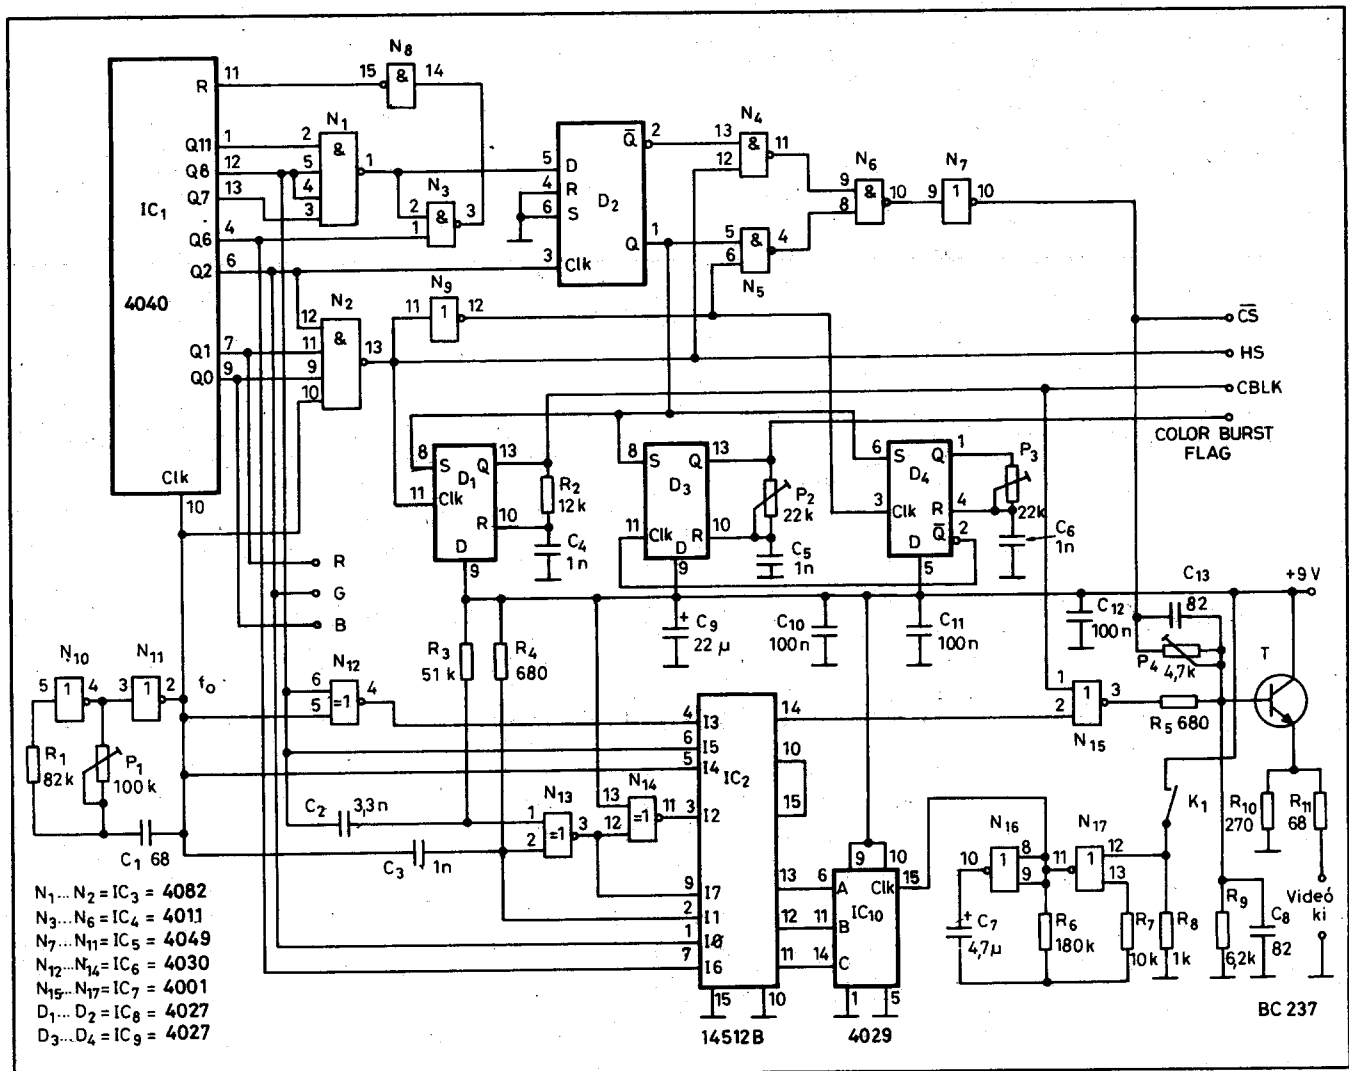 N8
11 15 & 14
R
N1
Q11 1 2 &
Q8 12 5 1
4
Q7 13 3
IC1
Q6 4
N3
2 & 3
1
Q2 6
4040
Q1 7
Q0 9
Clk
10
Q̅ 2
5 D
4 R
6 S
D2
Q 1
3 Clk
N4
13 & 11
12
N6
9 & 10
8
N7
9 1 10
5 & 4
6
N5
N9
11 1 12
N2
12 &
11 13
9
10
C̅S̅
HS
CBLK
COLOR BURST
FLAG
8 S Q 13
D1
11 Clk
R 10
D
9
R2
12k
C4
1n
8 S Q 13
D3
11 Clk R 10
D
9
P2
22k
C5
1n
6 S Q 1
D4
3 Clk R 4
D Q̅ 2
5
P3
22k
C6
1n
R
G
B
N10
5 1 4
N11
3 1 2
f0
R1
82k
P1
100k
C1 68
N12
6 =1 4
5
R3
51k
R4
680
C9
+
22 µ
C10
100n
C11
100n
C12
100n
C13
82
P4 4,7k
+9V
T
C2 3,3n
C3 1n
N13
1 =1 3
2
N14
13 =1 11
12
4 I3
6 I5
5 I4
IC2
3 I2
9 I7
2 I1
1 I0
7 I6
14
10
15
13
12
11
15 10
14512B
9 10
6 A Clk 15
11 B IC10
14 C
1 5
4029
1 1 3
2
N15
R5 680
K1
R10
270
R11
68
N16
10 1 8
9
N17
11 1 12
13
C7
+
4,7µ
R6
180k
R7
10k
R8
1k
R9
6,2k
C8
82
Videó
ki
BC 237
N1...N2=IC3=4082
N3...N6=IC4=4011
N7...N11=IC5=4049
N12...N14=IC6=4030
N15...N17=IC7=4001
D1...D2=IC8=4027
D3...D4=IC9=4027